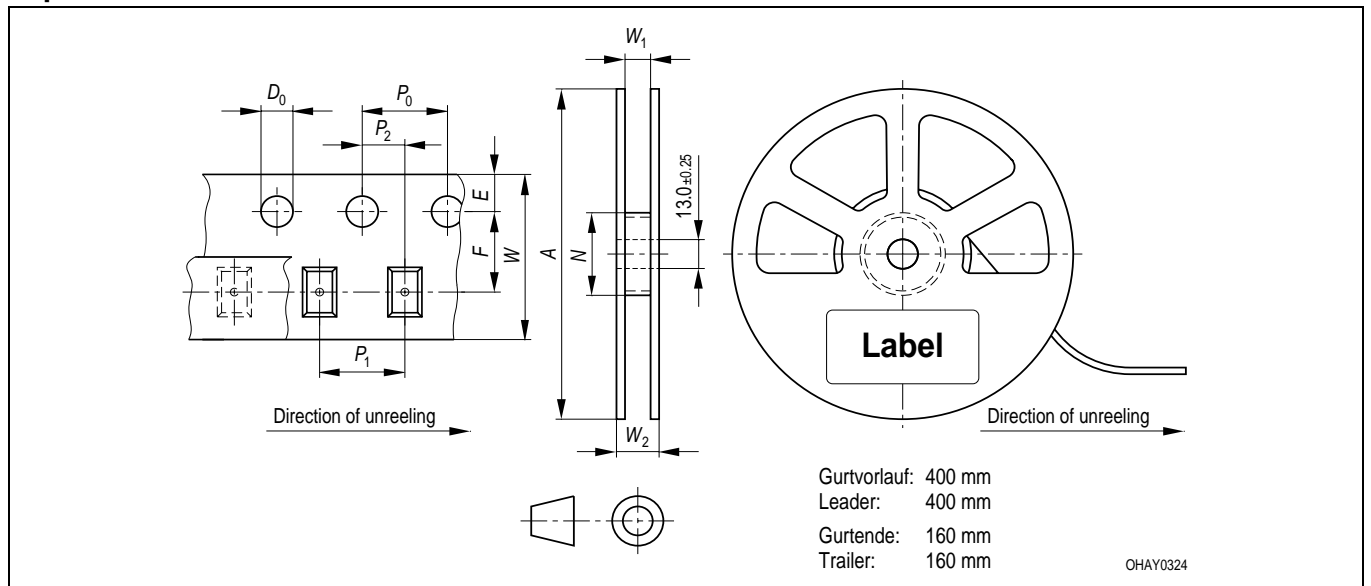 W₁
D₀
P₀
P₂
E
F
W
A
N
13.0±0.25
Label
P₁
Direction of unreeling
W₂
Direction of unreeling
Gurtvorlauf: 400 mm
Leader: 400 mm
Gurtende: 160 mm
Trailer: 160 mm
OHAY0324